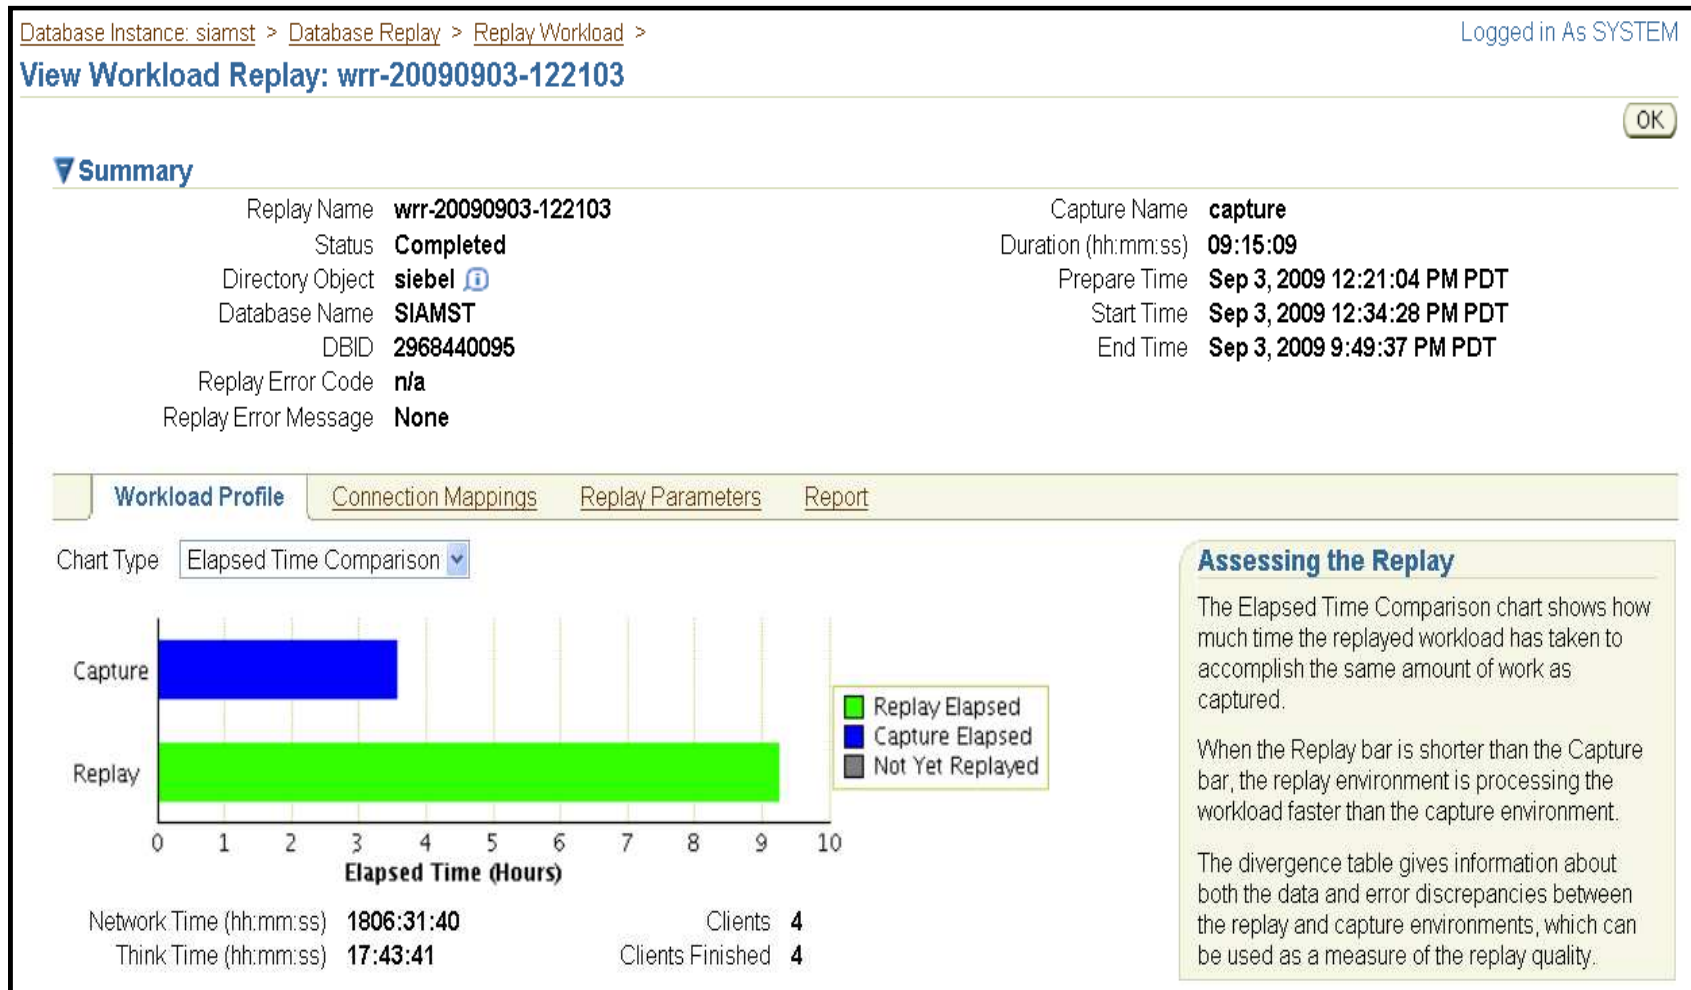 Database Instance: siamst > Database Replay > Replay Workload >
Logged in As SYSTEM
View Workload Replay: wrr-20090903-122103
OK
Summary
Replay Name wrr-20090903-122103
Status Completed
Directory Object siebel
Database Name SIAMST
DBID 2968440095
Replay Error Code n/a
Replay Error Message None
Capture Name capture
Duration (hh:mm:ss) 09:15:09
Prepare Time Sep 3, 2009 12:21:04 PM PDT
Start Time Sep 3, 2009 12:34:28 PM PDT
End Time Sep 3, 2009 9:49:37 PM PDT
Workload Profile Connection Mappings Replay Parameters Report
Chart Type Elapsed Time Comparison
Capture
Replay
0 1 2 3 4 5 6 7 8 9 10
Elapsed Time (Hours)
Replay Elapsed
Capture Elapsed
Not Yet Replayed
Network Time (hh:mm:ss) 1806:31:40
Think Time (hh:mm:ss) 17:43:41
Clients 4
Clients Finished 4
Assessing the Replay
The Elapsed Time Comparison chart shows how
much time the replayed workload has taken to
accomplish the same amount of work as
captured.
When the Replay bar is shorter than the Capture
bar, the replay environment is processing the
workload faster than the capture environment.
The divergence table gives information about
both the data and error discrepancies between
the replay and capture environments, which can
be used as a measure of the replay quality.